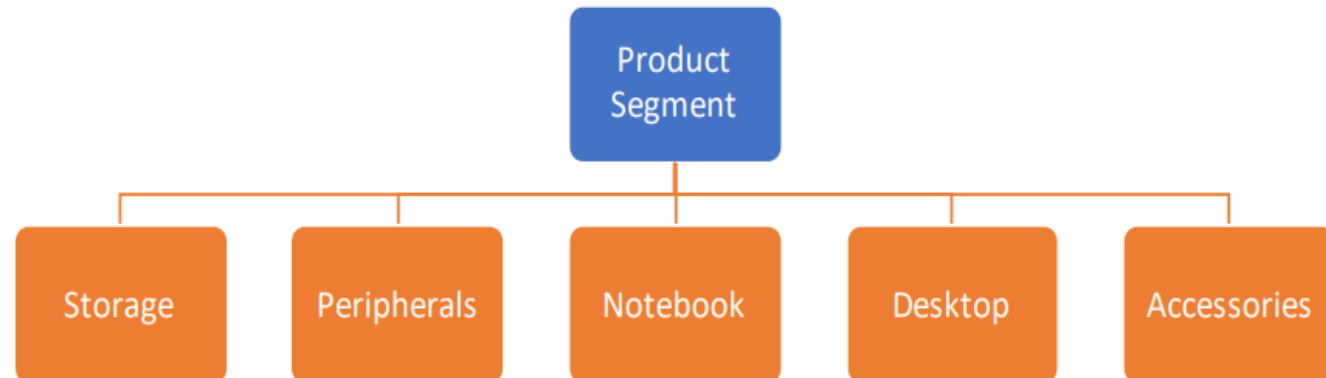 Product
Segment
Storage
Peripherals
Notebook
Desktop
Accessories